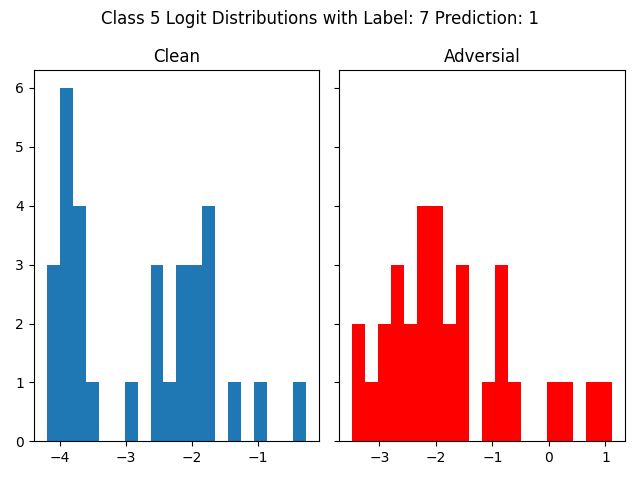 Class 5 Logit Distributions with Label: 7 Prediction: 1
Clean
Adversial
6
5
4
3
2
1
0
−4 −3 −2 −1
−3 −2 −1 0 1